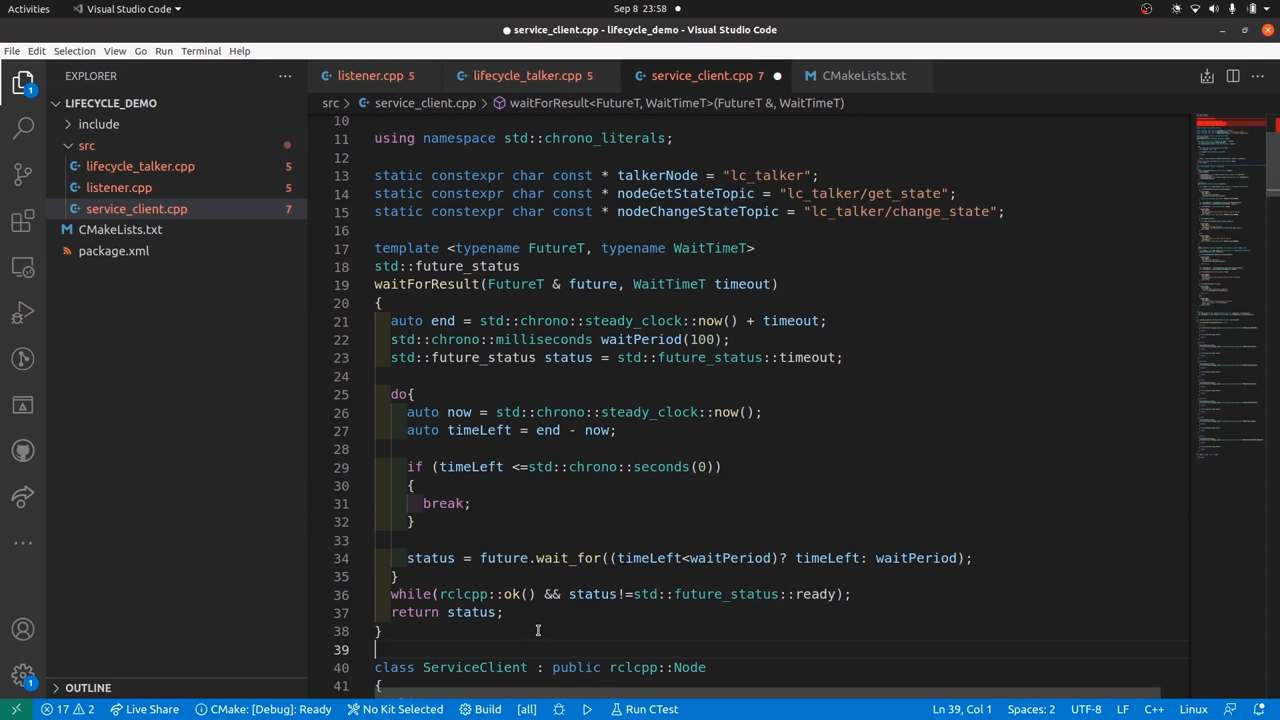 Activities
Visual Studio Code
Sep 8 23:58
service_client.cpp - lifecycle_demo - Visual Studio Code
File Edit Selection View Go Run Terminal Help
EXPLORER
listener.cpp 5
lifecycle_talker.cpp 5
service_client.cpp 7
CMakeLists.txt
src > service_client.cpp > waitForResult<FutureT, WaitTimeT>(FutureT &, WaitTimeT)
LIFECYCLE_DEMO
include
src
lifecycle_talker.cpp 5
listener.cpp 5
service_client.cpp 7
CMakeLists.txt
package.xml
OUTLINE
1
1
10
11 using namespace std::chrono_literals;
12
13 static constexpr char const * talkerNode = "lc_talker";
14 static constexpr char const * nodeGetStateTopic = "lc_talker/get_state";
15 static constexpr char const * nodeChangeStateTopic = "lc_talker/change_state";
16
17 template <typename FutureT, typename WaitTimeT>
18 std::future_status
19 waitForResult(FutureT & future, WaitTimeT timeout)
20 {
21 auto end = std::chrono::steady_clock::now() + timeout;
22 std::chrono::milliseconds waitPeriod(100);
23 std::future_status status = std::future_status::timeout;
24
25 do{
26 auto now = std::chrono::steady_clock::now();
27 auto timeLeft = end - now;
28
29 if (timeLeft <=std::chrono::seconds(0))
30 {
31 break;
32 }
33
34 status = future.wait_for((timeLeft<waitPeriod)? timeLeft: waitPeriod);
35 }
36 while(rclcpp::ok() && status!=std::future_status::ready);
37 return status;
38 }
39
40 class ServiceClient : public rclcpp::Node
41 {
17 2 Live Share CMake: [Debug]: Ready No Kit Selected Build [all] Run CTest Ln 39, Col 1 Spaces: 2 UTF-8 LF C++ Linux